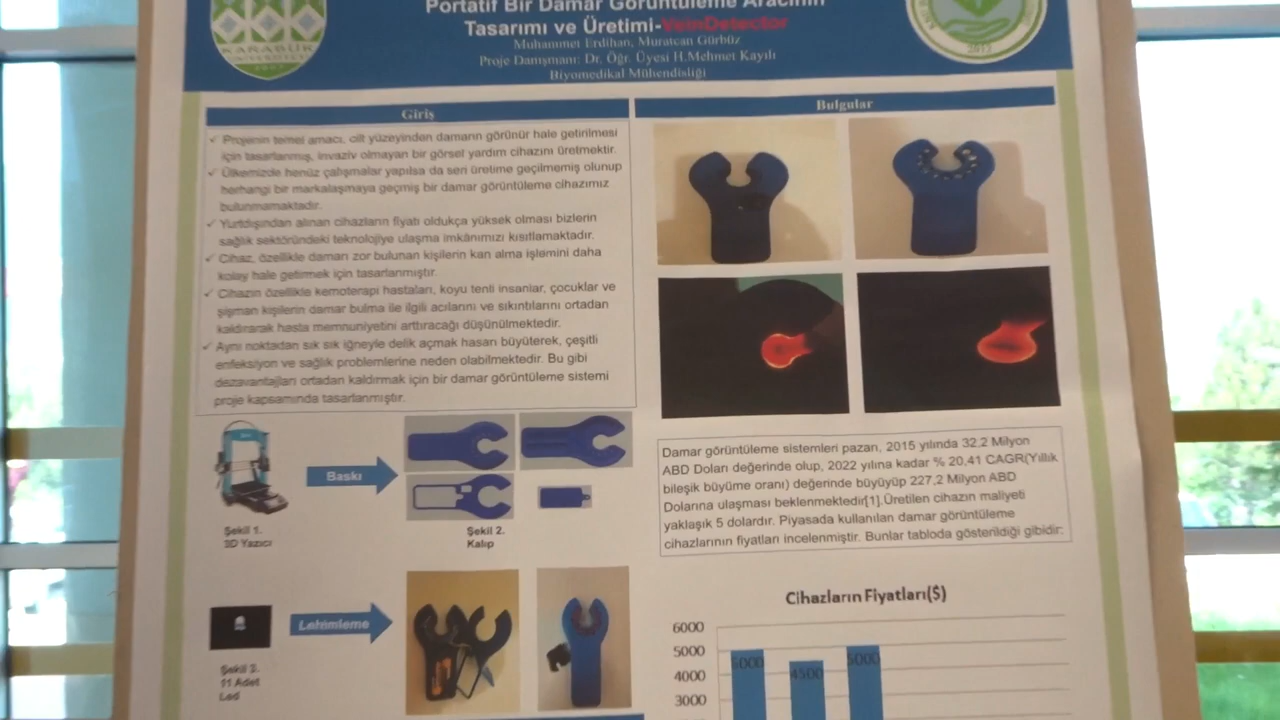 Portatif Bir Damar Görüntüleme Aracının
Tasarımı ve Üretimi-VeinDetector
Muhammet Erdihan, Muratcan Gürbüz
Proje Danışmanı: Dr. Öğr. Üyesi H.Mehmet Kayılı
Biyomedikal Mühendisliği
KARABÜK
ÜNİVERSİTESİ
2007
Giriş
✓ Projenin temel amacı, cilt yüzeyinden damarın görünür hale getirilmesi
için tasarlanmış, invaziv olmayan bir görsel yardım cihazını üretmektir.
✓ Ülkemizde henüz çalışmalar yapılsa da seri üretime geçilmemiş olunup
herhangi bir markalaşmaya geçmiş bir damar görüntüleme cihazımız
bulunmamaktadır.
✓ Yurtdışından alınan cihazların fiyatı oldukça yüksek olması bizlerin
sağlık sektöründeki teknolojiye ulaşma imkânımızı kısıtlamaktadır.
✓ Cihaz, özellikle damarı zor bulunan kişilerin kan alma işlemini daha
kolay hale getirmek için tasarlanmıştır.
✓ Cihazın özellikle kemoterapi hastaları, koyu tenli insanlar, çocuklar ve
şişman kişilerin damar bulma ile ilgili acılarını ve sıkıntılarını ortadan
kaldırarak hasta memnuniyetini arttıracağı düşünülmektedir.
✓ Aynı noktadan sık sık iğneyle delik açmak hasarı büyüterek, çeşitli
enfeksiyon ve sağlık problemlerine neden olabilmektedir. Bu gibi
dezavantajları ortadan kaldırmak için bir damar görüntüleme sistemi
proje kapsamında tasarlanmıştır.
Baskı
Şekil 1.
3D Yazıcı
Şekil 2.
Kalıp
Lehimleme
Şekil 3.
11 Adet
Led
Bulgular
Damar görüntüleme sistemleri pazarı, 2015 yılında 32,2 Milyon
ABD Doları değerinde olup, 2022 yılına kadar % 20,41 CAGR(Yıllık
bileşik büyüme oranı) değerinde büyüyüp 227,2 Milyon ABD
Dolarına ulaşması beklenmektedir[1].Üretilen cihazın maliyeti
yaklaşık 5 dolardır. Piyasada kullanılan damar görüntüleme
cihazlarının fiyatları incelenmiştir. Bunlar tabloda gösterildiği gibidir:
Cihazların Fiyatları($)
6000
5000
4000
3000
5000
4500
5000